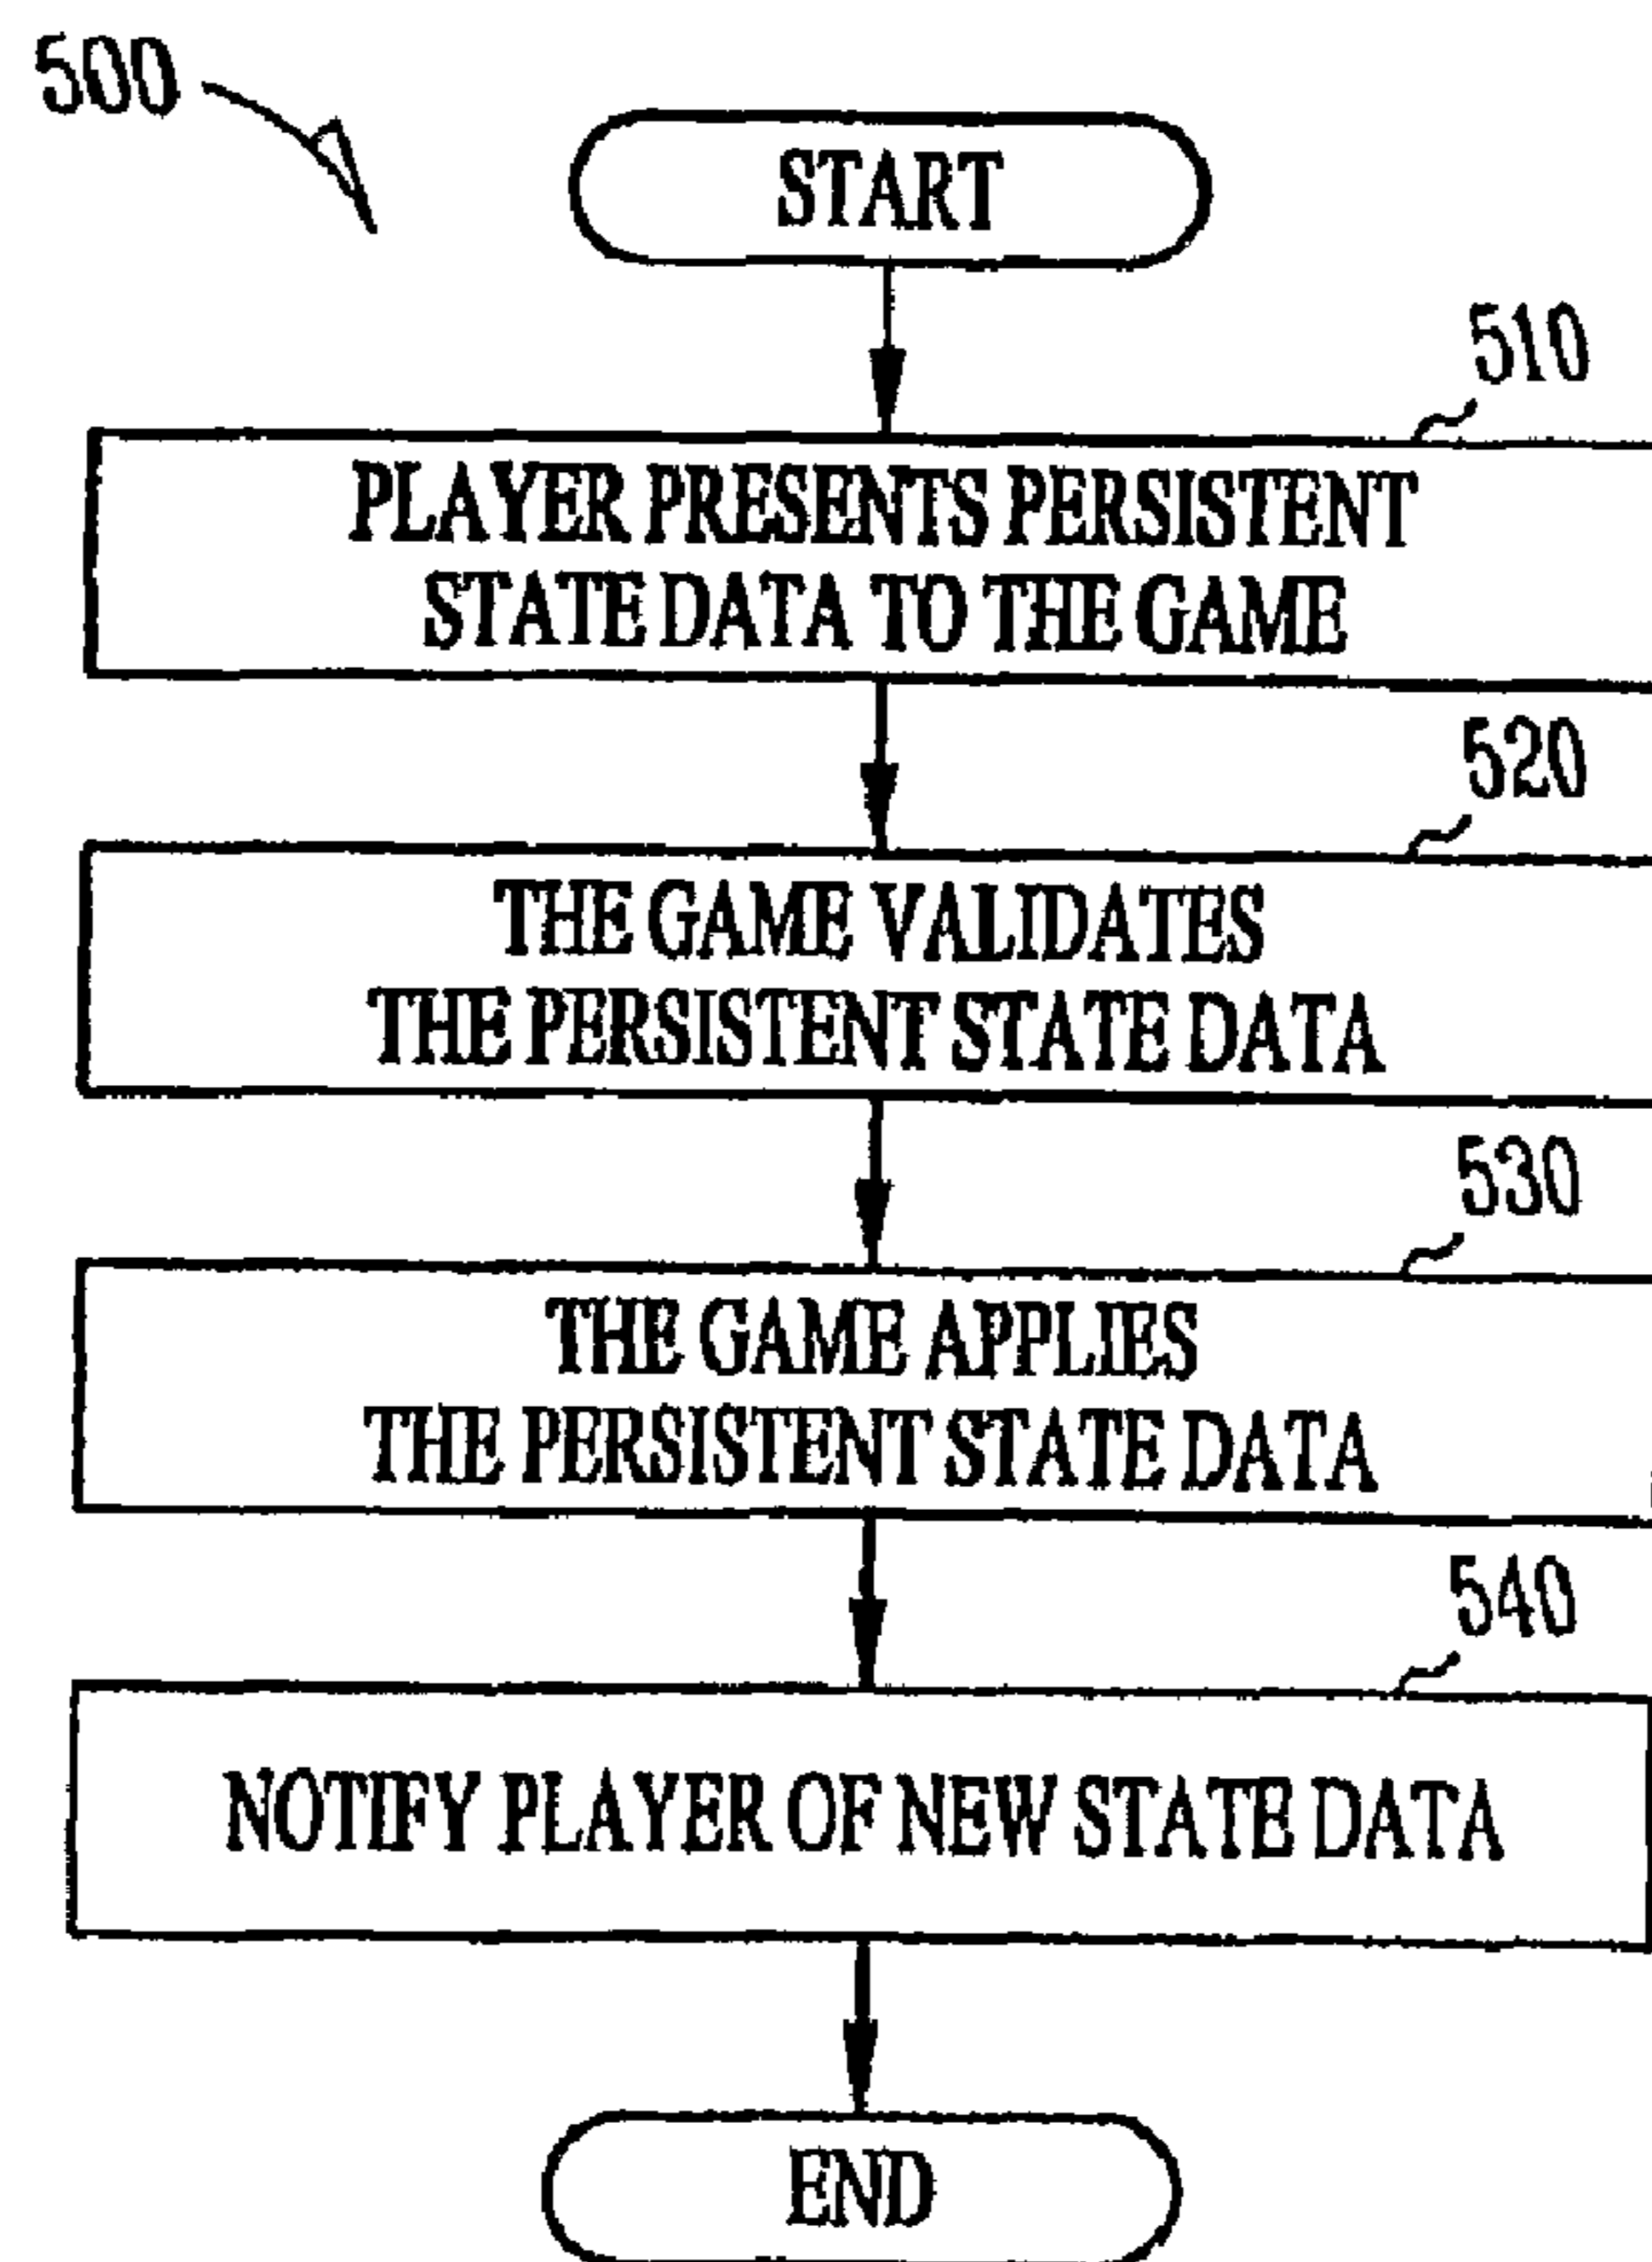 500
START
510
PLAYER PRESENTS PERSISTENT
STATE DATA TO THE GAME
520
THE GAME VALIDATES
THE PERSISTENT STATE DATA
530
THE GAME APPLIES
THE PERSISTENT STATE DATA
540
NOTIFY PLAYER OF NEW STATE DATA
END